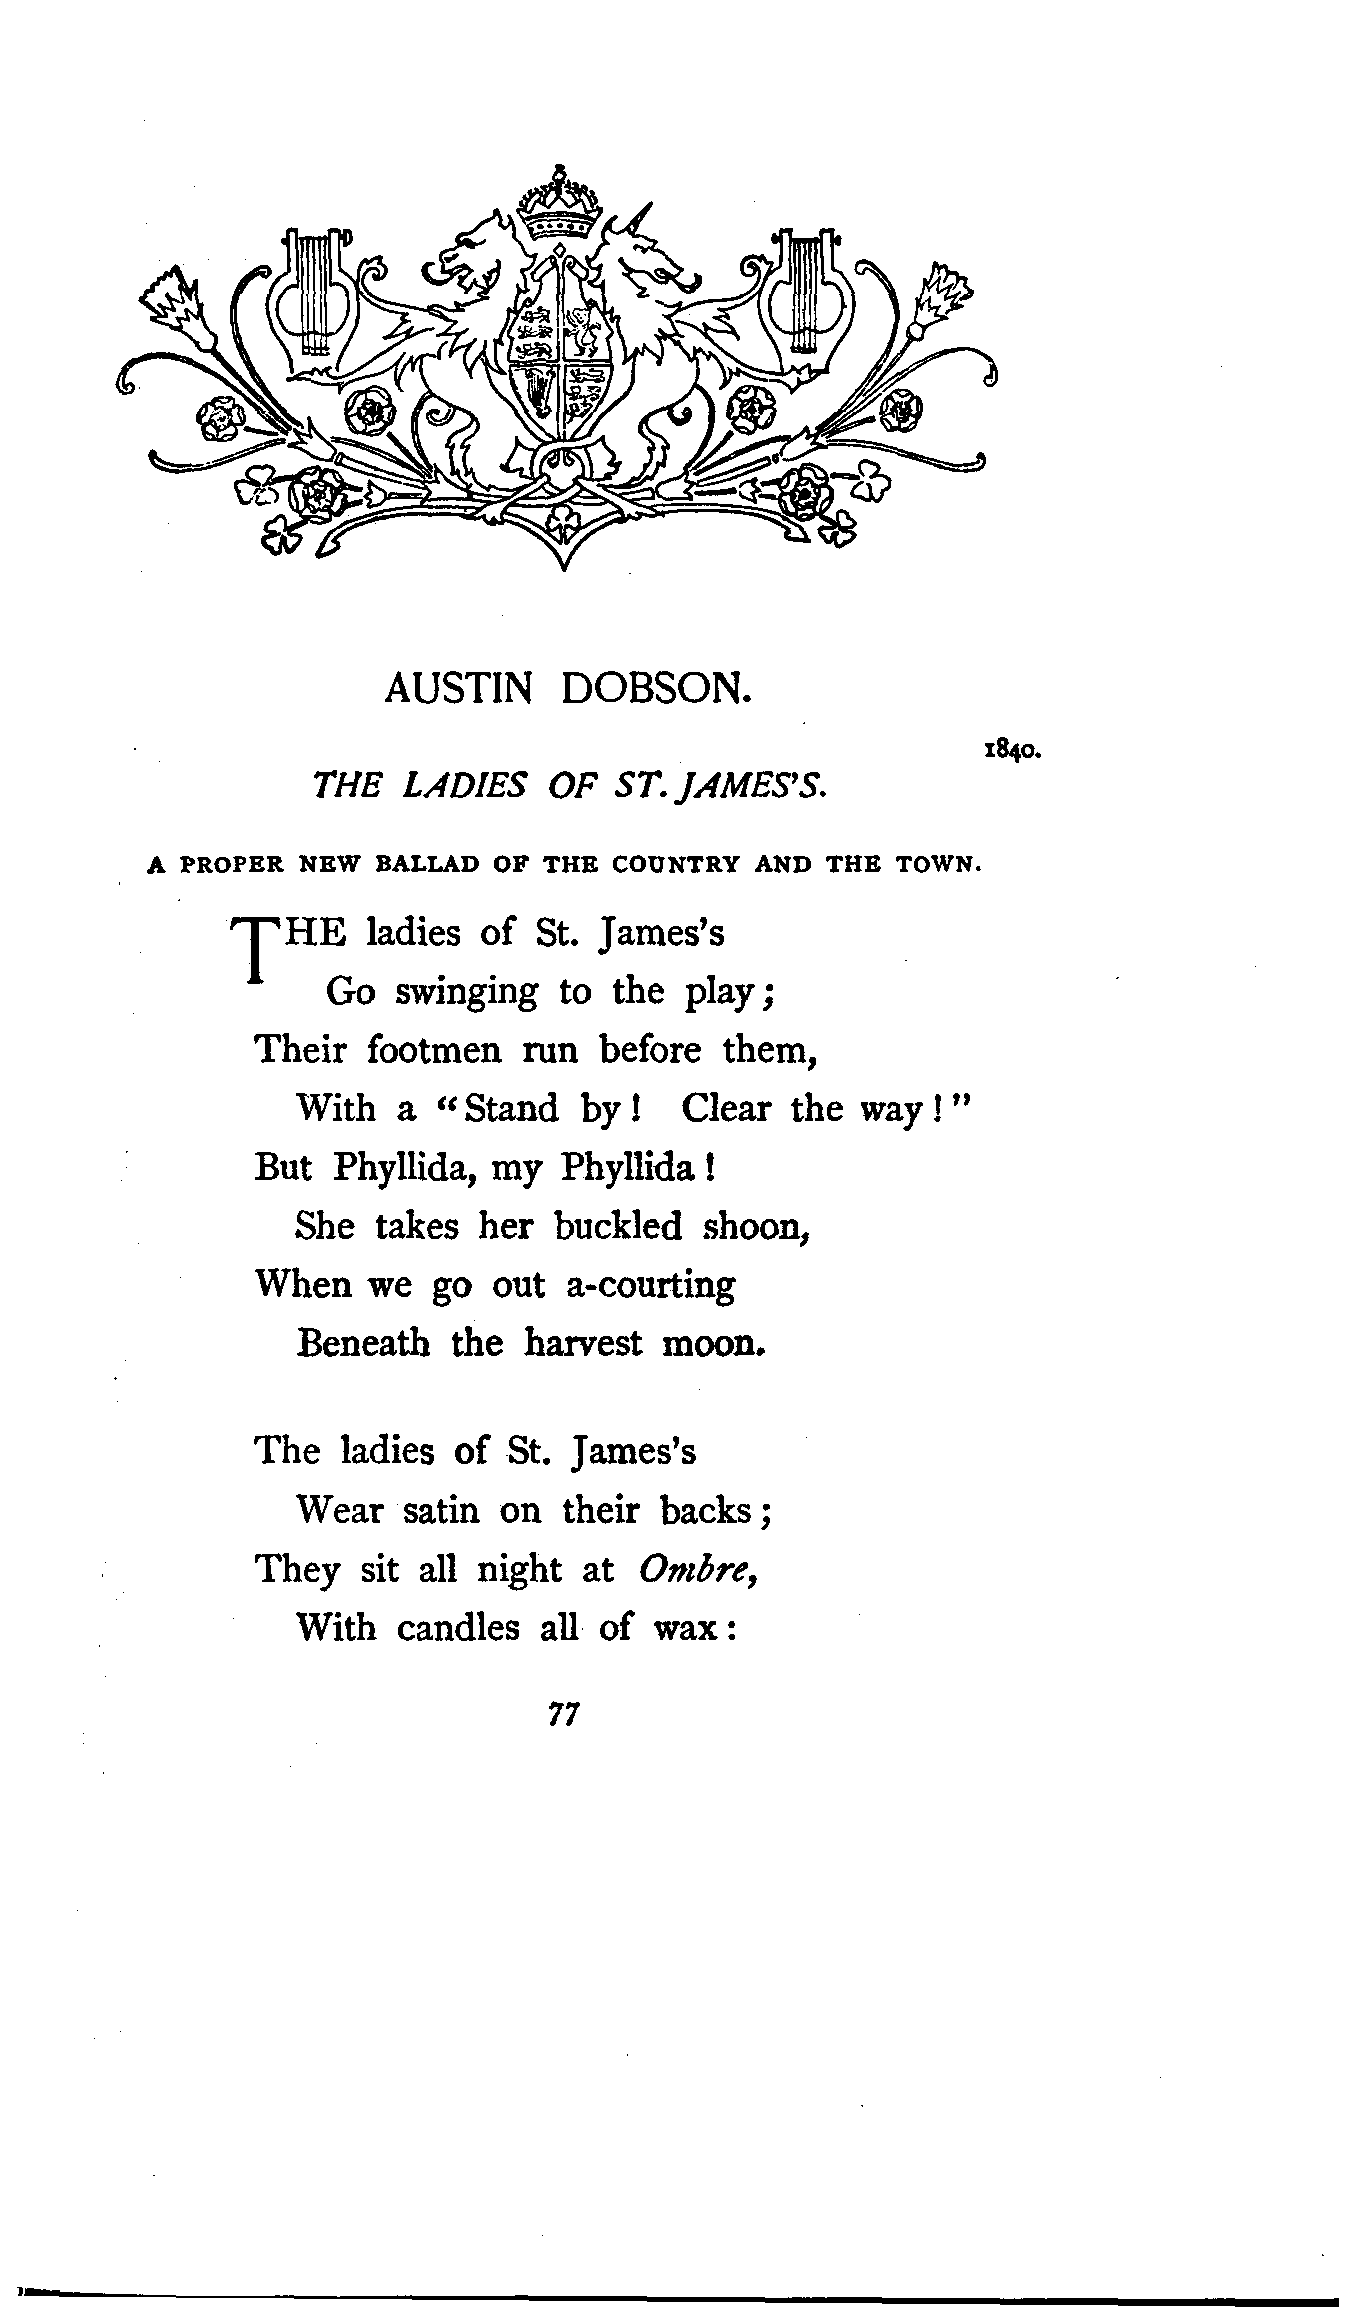 AUSTIN DOBSON.
1840.
THE LADIES OF ST. JAMES'S.
A PROPER NEW BALLAD OF THE COUNTRY AND THE TOWN.
THE ladies of St. James's
Go swinging to the play;
Their footmen run before them,
With a "Stand by! Clear the way!"
But Phyllida, my Phyllida!
She takes her buckled shoon,
When we go out a-courting
Beneath the harvest moon.
The ladies of St. James's
Wear satin on their backs;
They sit all night at Ombre,
With candles all of wax:
77